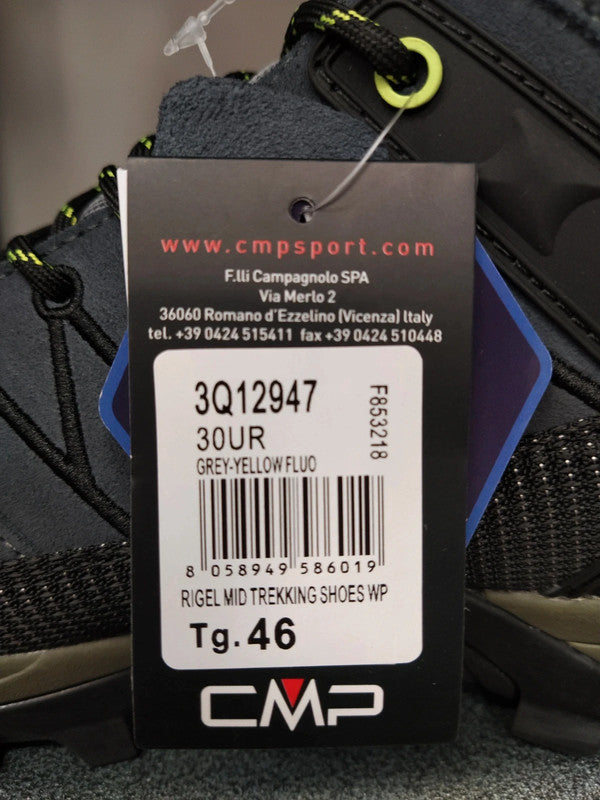 www.cmpsport.com
F.lli Campagnolo SPA
Via Merlo 2
36060 Romano d'Ezzelino (Vicenza) Italy
tel. +39 0424 515411 fax +39 0424 510448
3Q12947
30UR
GREY-YELLOW FLUO
F853218
8 058949 586019
RIGEL MID TREKKING SHOES WP
Tg. 46
CMP